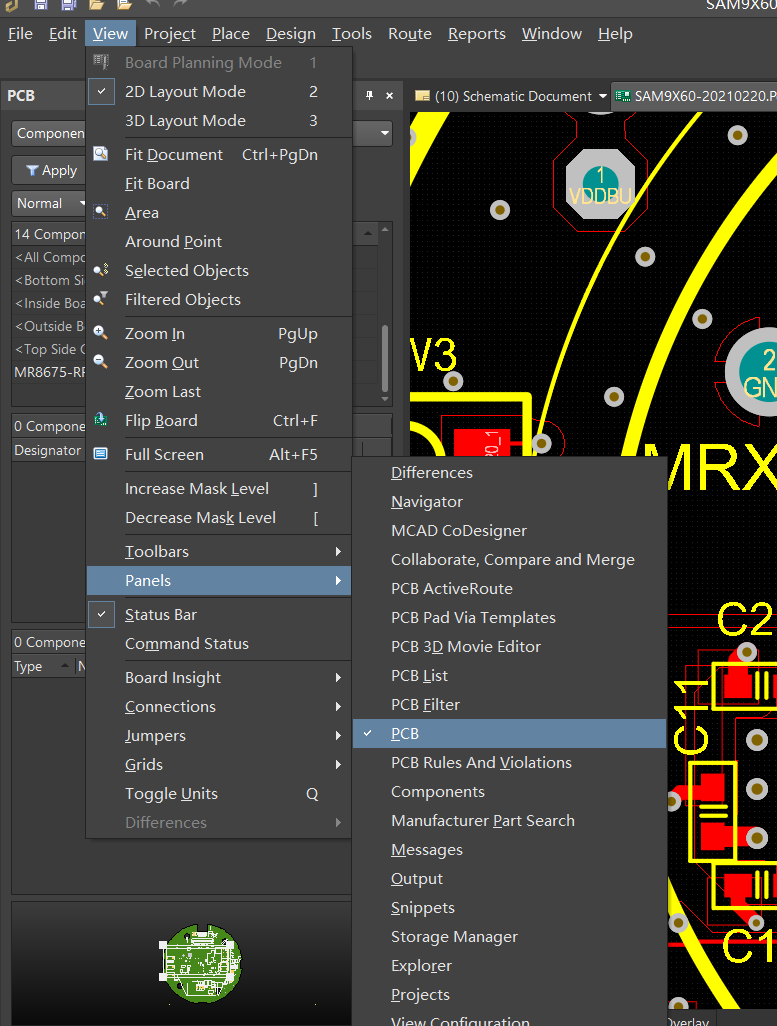 SAM9X60
File Edit View Project Place Design Tools Route Reports Window Help
PCB
Componen
Apply
Normal
14 Compon
<All Compo
<Bottom Si
<Inside Boa
<Outside B
<Top Side C
MR8675-RF
0 Compone
Designator
0 Compone
Type N
Board Planning Mode 1
2D Layout Mode 2
3D Layout Mode 3
Fit Document Ctrl+PgDn
Fit Board
Area
Around Point
Selected Objects
Filtered Objects
Zoom In PgUp
Zoom Out PgDn
Zoom Last
Flip Board Ctrl+F
Full Screen Alt+F5
Increase Mask Level ]
Decrease Mask Level [
Toolbars
Panels
Status Bar
Command Status
Board Insight
Connections
Jumpers
Grids
Toggle Units Q
Differences
Differences
Navigator
MCAD CoDesigner
Collaborate, Compare and Merge
PCB ActiveRoute
PCB Pad Via Templates
PCB 3D Movie Editor
PCB List
PCB Filter
PCB
PCB Rules And Violations
Components
Manufacturer Part Search
Messages
Output
Snippets
Storage Manager
Explorer
Projects
View Configuration
(10) Schematic Document
SAM9X60-20210220.P
1
VDDBU
2
GN
V3
MRX
C2
C11
C1
Overlay